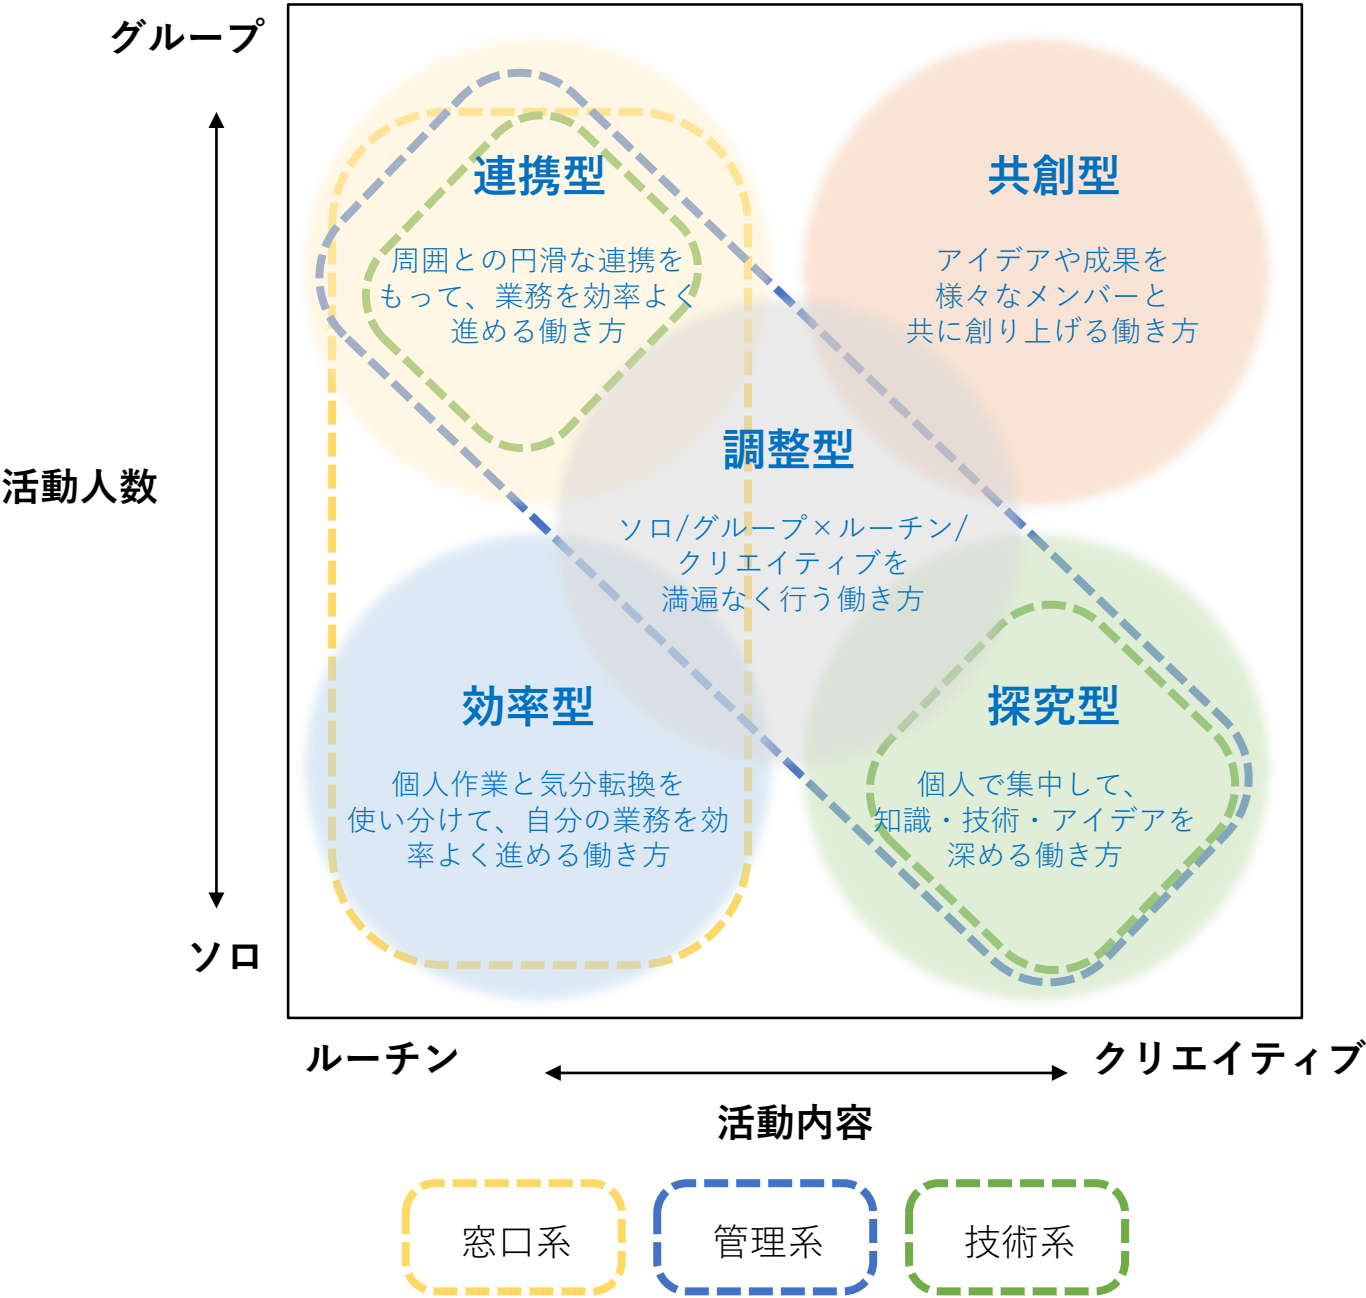 グループ
活動人数
ソロ
連携型
周囲との円滑な連携を
もって、業務を効率よく
進める働き方
共創型
アイデアや成果を
様々なメンバーと
共に創り上げる働き方
調整型
ソロ/グループ×ルーチン/
クリエイティブを
満遍なく行う働き方
効率型
個人作業と気分転換を
使い分けて、自分の業務を効
率よく進める働き方
探究型
個人で集中して、
知識・技術・アイデアを
深める働き方
ルーチン
クリエイティブ
活動内容
窓口系
管理系
技術系